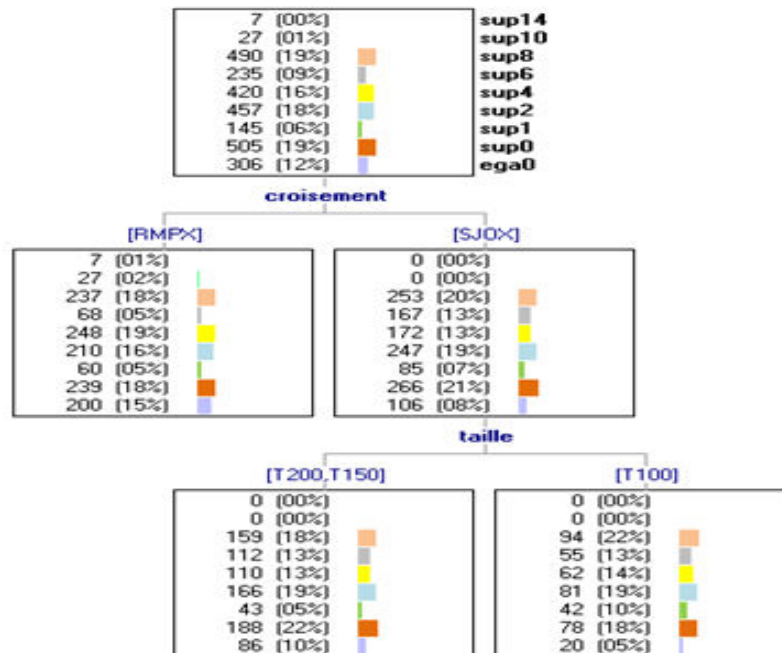 7 (00%) sup14
27 (01%) sup10
490 (19%) sup8
235 (09%) sup6
420 (16%) sup4
457 (18%) sup2
145 (06%) sup1
505 (19%) sup0
306 (12%) ega0
croisement
[RMPX]
7 (01%)
27 (02%)
237 (18%)
68 (05%)
248 (19%)
210 (16%)
60 (05%)
239 (18%)
200 (15%)
[SJOX]
0 (00%)
0 (00%)
253 (20%)
167 (13%)
172 (13%)
247 (19%)
85 (07%)
266 (21%)
106 (08%)
taille
[T200,T150]
0 (00%)
0 (00%)
159 (18%)
112 (13%)
110 (13%)
166 (19%)
43 (05%)
188 (22%)
86 (10%)
[T100]
0 (00%)
0 (00%)
94 (22%)
55 (13%)
62 (14%)
81 (19%)
42 (10%)
78 (18%)
20 (05%)